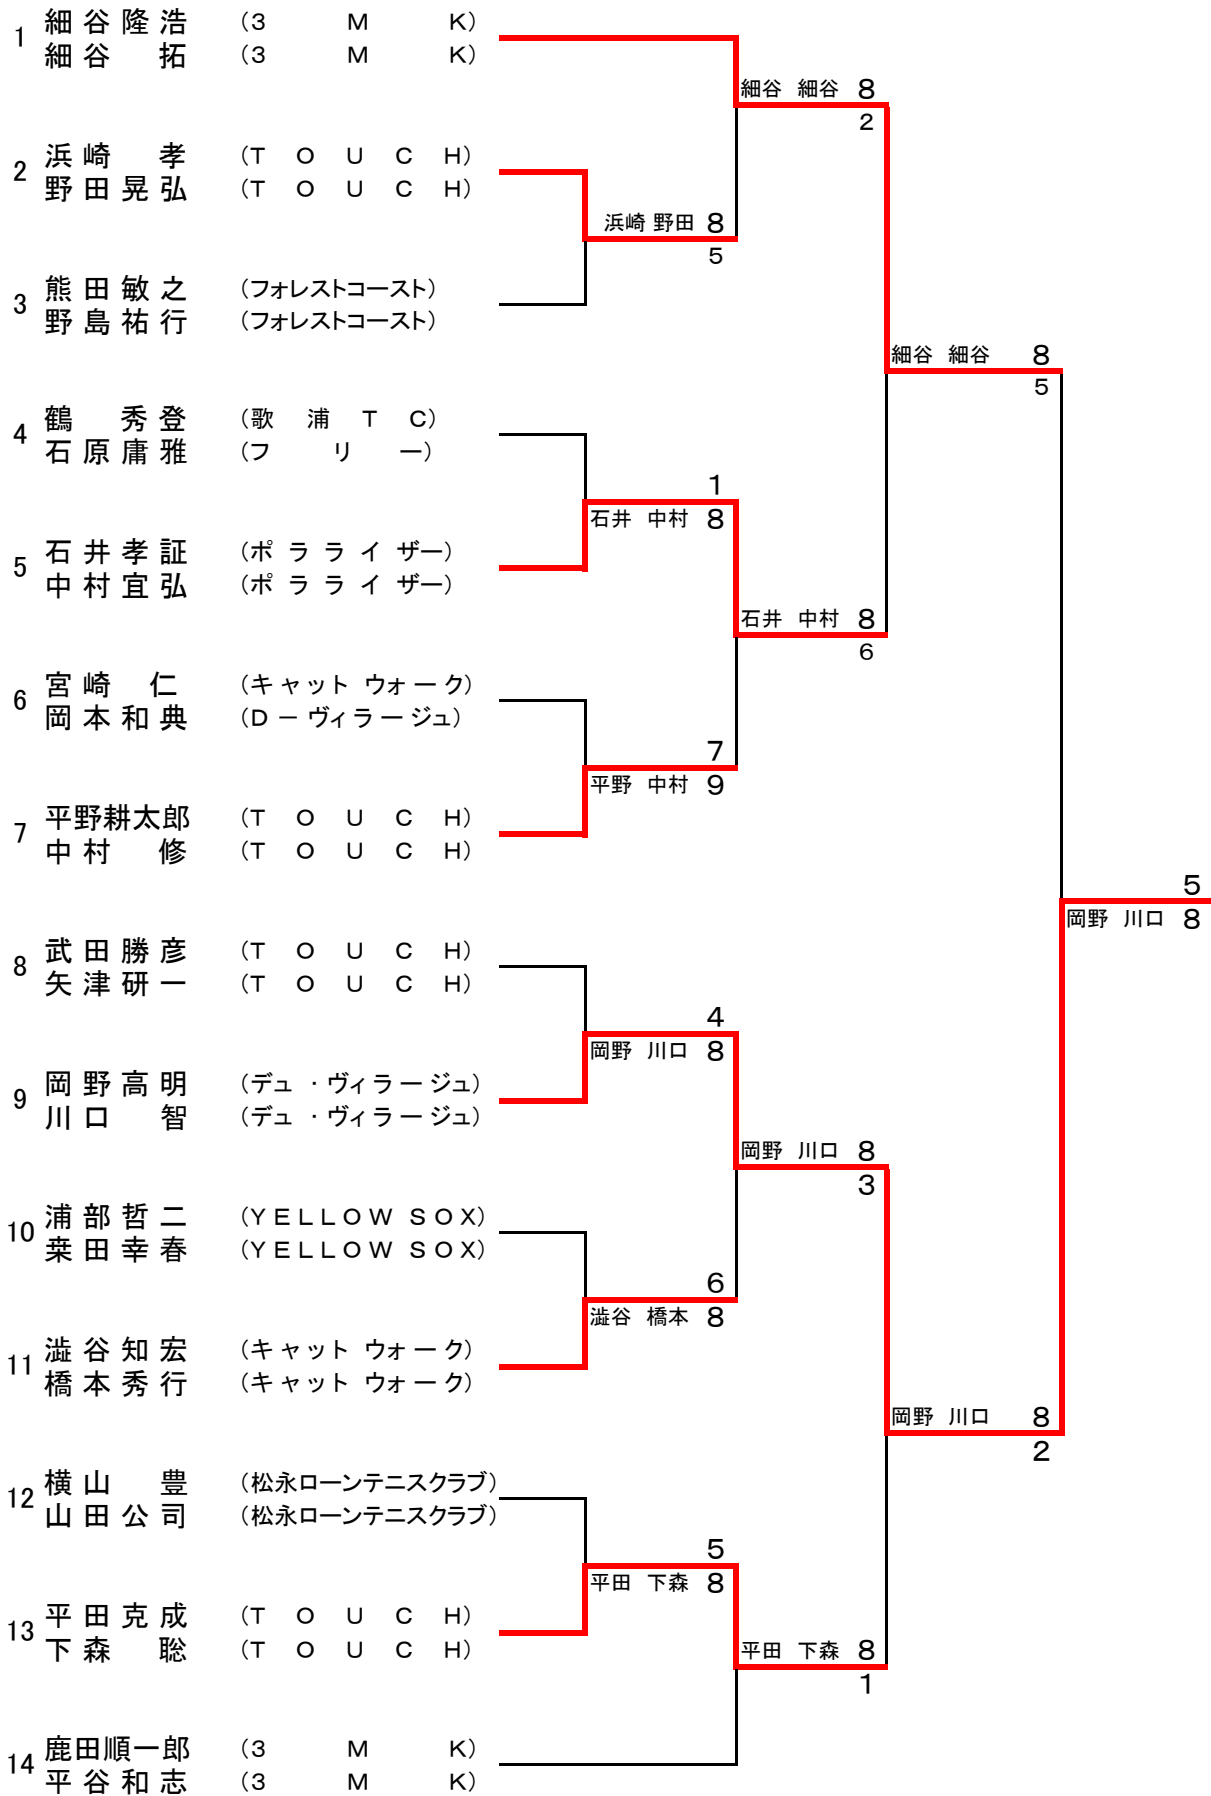 1 細谷隆浩 (3 M K)
細谷 拓 (3 M K)
細谷 細谷 8
2
2 浜崎 孝 (T O U C H)
野田晃弘 (T O U C H)
浜崎 野田 8
5
3 熊田敏之 (フォレストコースト)
野島祐行 (フォレストコースト)
細谷 細谷 8
5
4 鶴 秀登 (歌浦TC)
石原庸雅 (フリー)
1
石井 中村 8
5 石井孝証 (ポラライザー)
中村宜弘 (ポラライザー)
石井 中村 8
6
6 宮崎 仁 (キャットウォーク)
岡本和典 (D－ヴィラージュ)
7
平野 中村 9
7 平野耕太郎 (T O U C H)
中村 修 (T O U C H)
5
岡野 川口 8
8 武田勝彦 (T O U C H)
矢津研一 (T O U C H)
4
岡野 川口 8
9 岡野高明 (デュ・ヴィラージュ)
川口 智 (デュ・ヴィラージュ)
岡野 川口 8
3
10 浦部哲二 (YELLOW SOX)
桒田幸春 (YELLOW SOX)
6
澁谷 橋本 8
11 澁谷知宏 (キャットウォーク)
橋本秀行 (キャットウォーク)
岡野 川口 8
2
12 横山 豊 (松永ローンテニスクラブ)
山田公司 (松永ローンテニスクラブ)
5
平田 下森 8
13 平田克成 (T O U C H)
下森 聡 (T O U C H)
平田 下森 8
1
14 鹿田順一郎 (3 M K)
平谷和志 (3 M K)